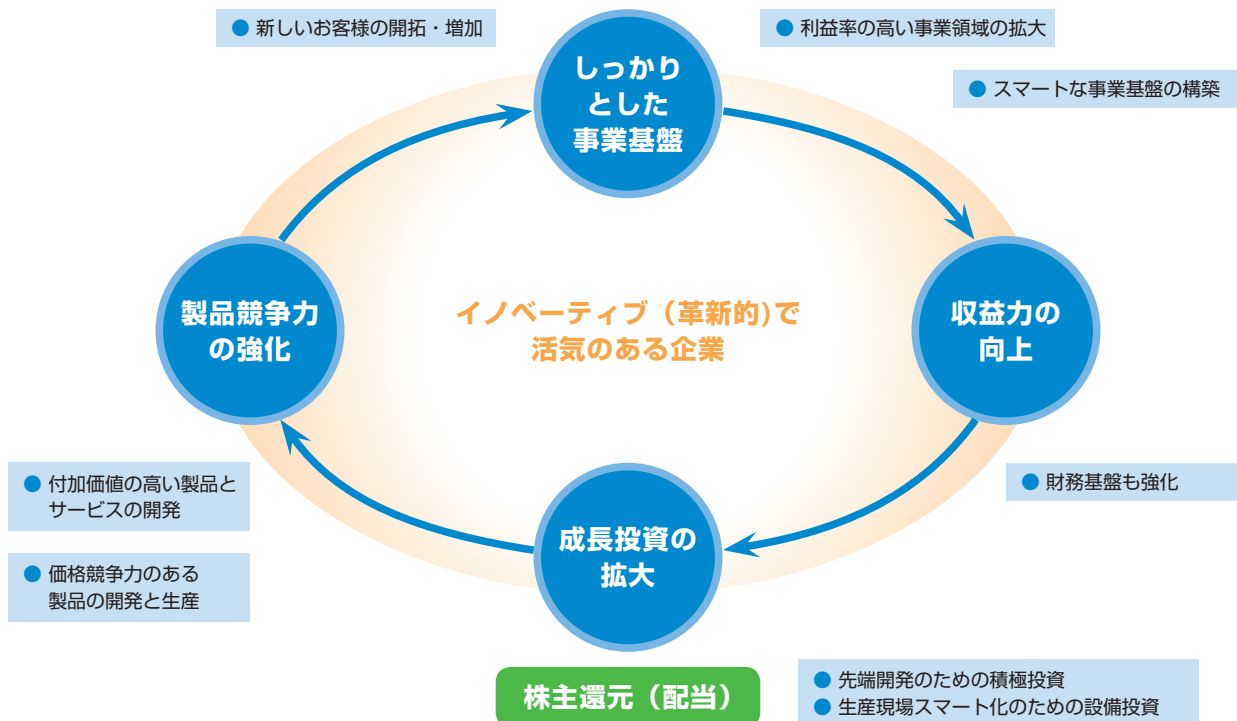 ● 新しいお客様の開拓・増加
● 利益率の高い事業領域の拡大
● スマートな事業基盤の構築
しっかり
とした
事業基盤
製品競争力
の強化
イノベーティブ（革新的)で
活気のある企業
収益力の
向上
● 付加価値の高い製品と
サービスの開発
● 価格競争力のある
製品の開発と生産
● 財務基盤も強化
成長投資の
拡大
株主還元（配当）
● 先端開発のための積極投資
● 生産現場スマート化のための設備投資